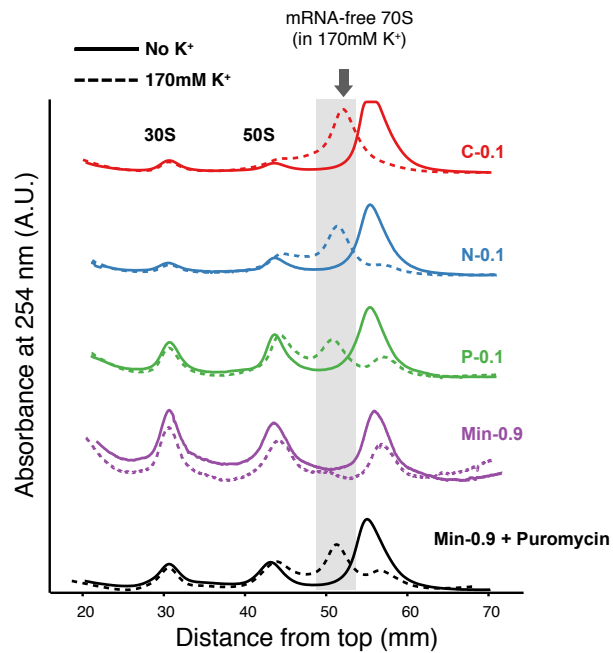 mRNA-free 70S
(in 170mM K⁺)
No K⁺
170mM K⁺
30S
50S
C-0.1
N-0.1
P-0.1
Min-0.9
Min-0.9 + Puromycin
Absorbance at 254 nm (A.U.)
20 30 40 50 60 70
Distance from top (mm)